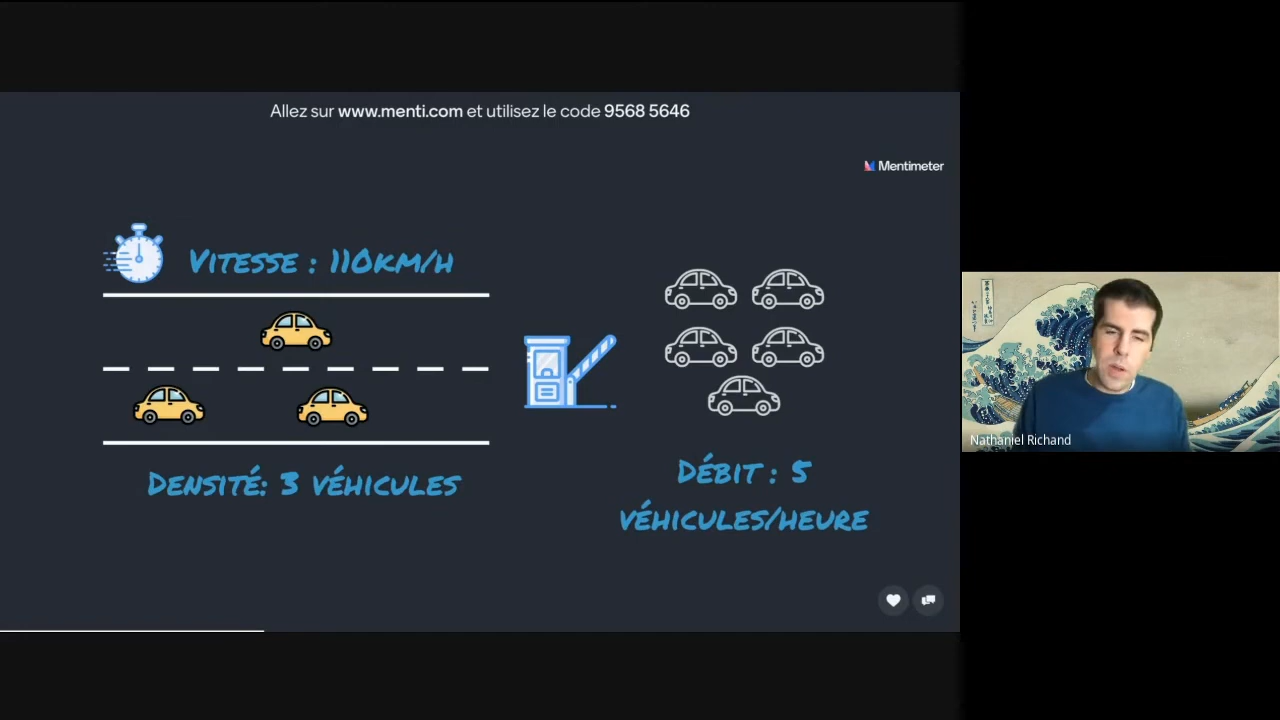 Allez sur www.menti.com et utilisez le code 9568 5646
Mentimeter
Vitesse : 110km/h
Densité: 3 véhicules
Débit : 5
véhicules/heure
Nathaniel Richand